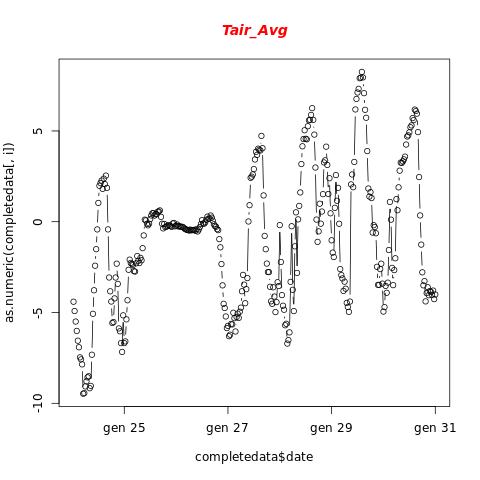 Tair_Avg
as.numeric(completedata[, i])
5
0
-5
-10
gen 25
gen 27
gen 29
gen 31
completedata$date